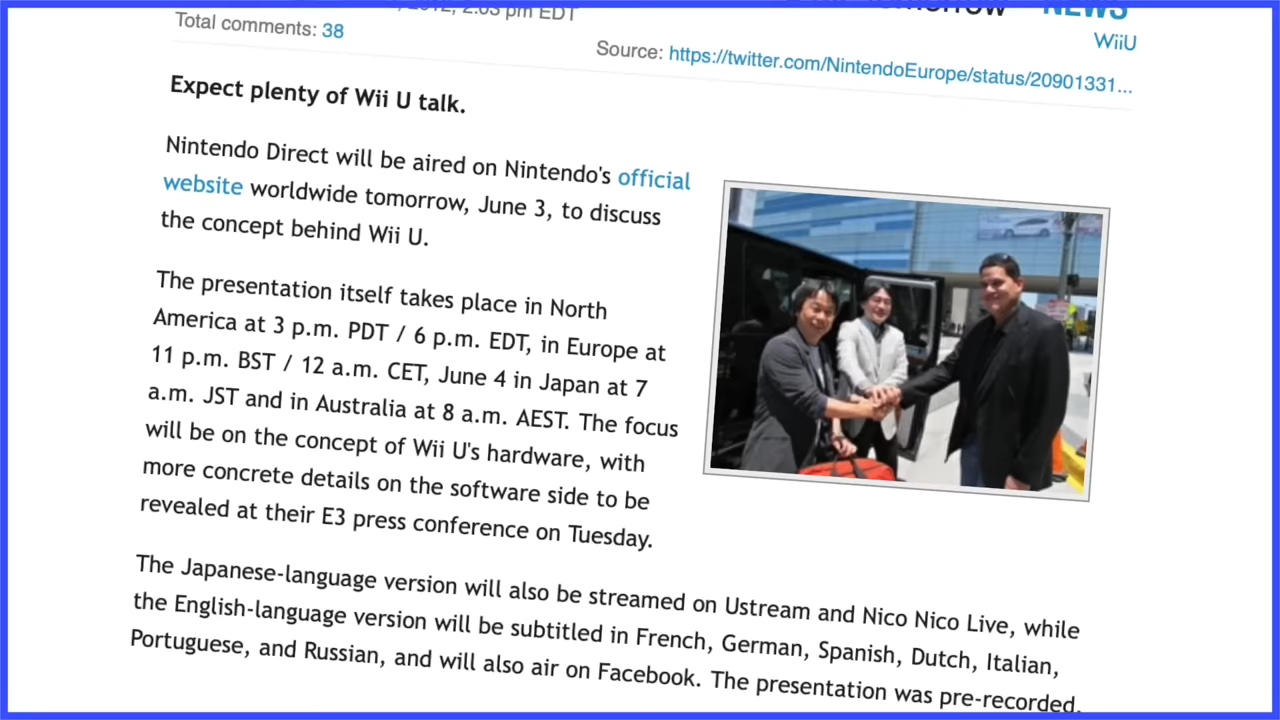 2012, 2:03 pm EDT
NEWS
Total comments: 38
WiiU
Source: https://twitter.com/NintendoEurope/status/20901331...
Expect plenty of Wii U talk.
Nintendo Direct will be aired on Nintendo's official
website worldwide tomorrow, June 3, to discuss
the concept behind Wii U.
The presentation itself takes place in North
America at 3 p.m. PDT / 6 p.m. EDT, in Europe at
11 p.m. BST / 12 a.m. CET, June 4 in Japan at 7
a.m. JST and in Australia at 8 a.m. AEST. The focus
will be on the concept of Wii U's hardware, with
more concrete details on the software side to be
revealed at their E3 press conference on Tuesday.
The Japanese-language version will also be streamed on Ustream and Nico Nico Live, while
the English-language version will be subtitled in French, German, Spanish, Dutch, Italian,
Portuguese, and Russian, and will also air on Facebook. The presentation was pre-recorded.